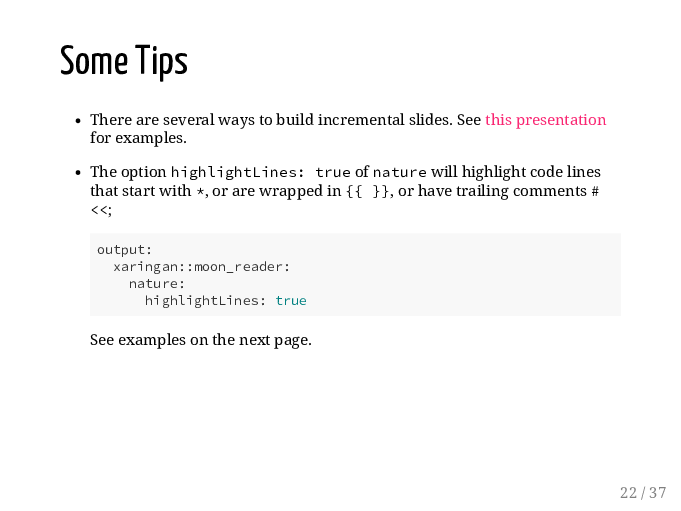 Some Tips
There are several ways to build incremental slides. See this presentation
for examples.
The option highlightLines: true of nature will highlight code lines
that start with *, or are wrapped in {{ }}, or have trailing comments #
<<;
output:
  xaringan::moon_reader:
    nature:
      highlightLines: true
See examples on the next page.
22 / 37